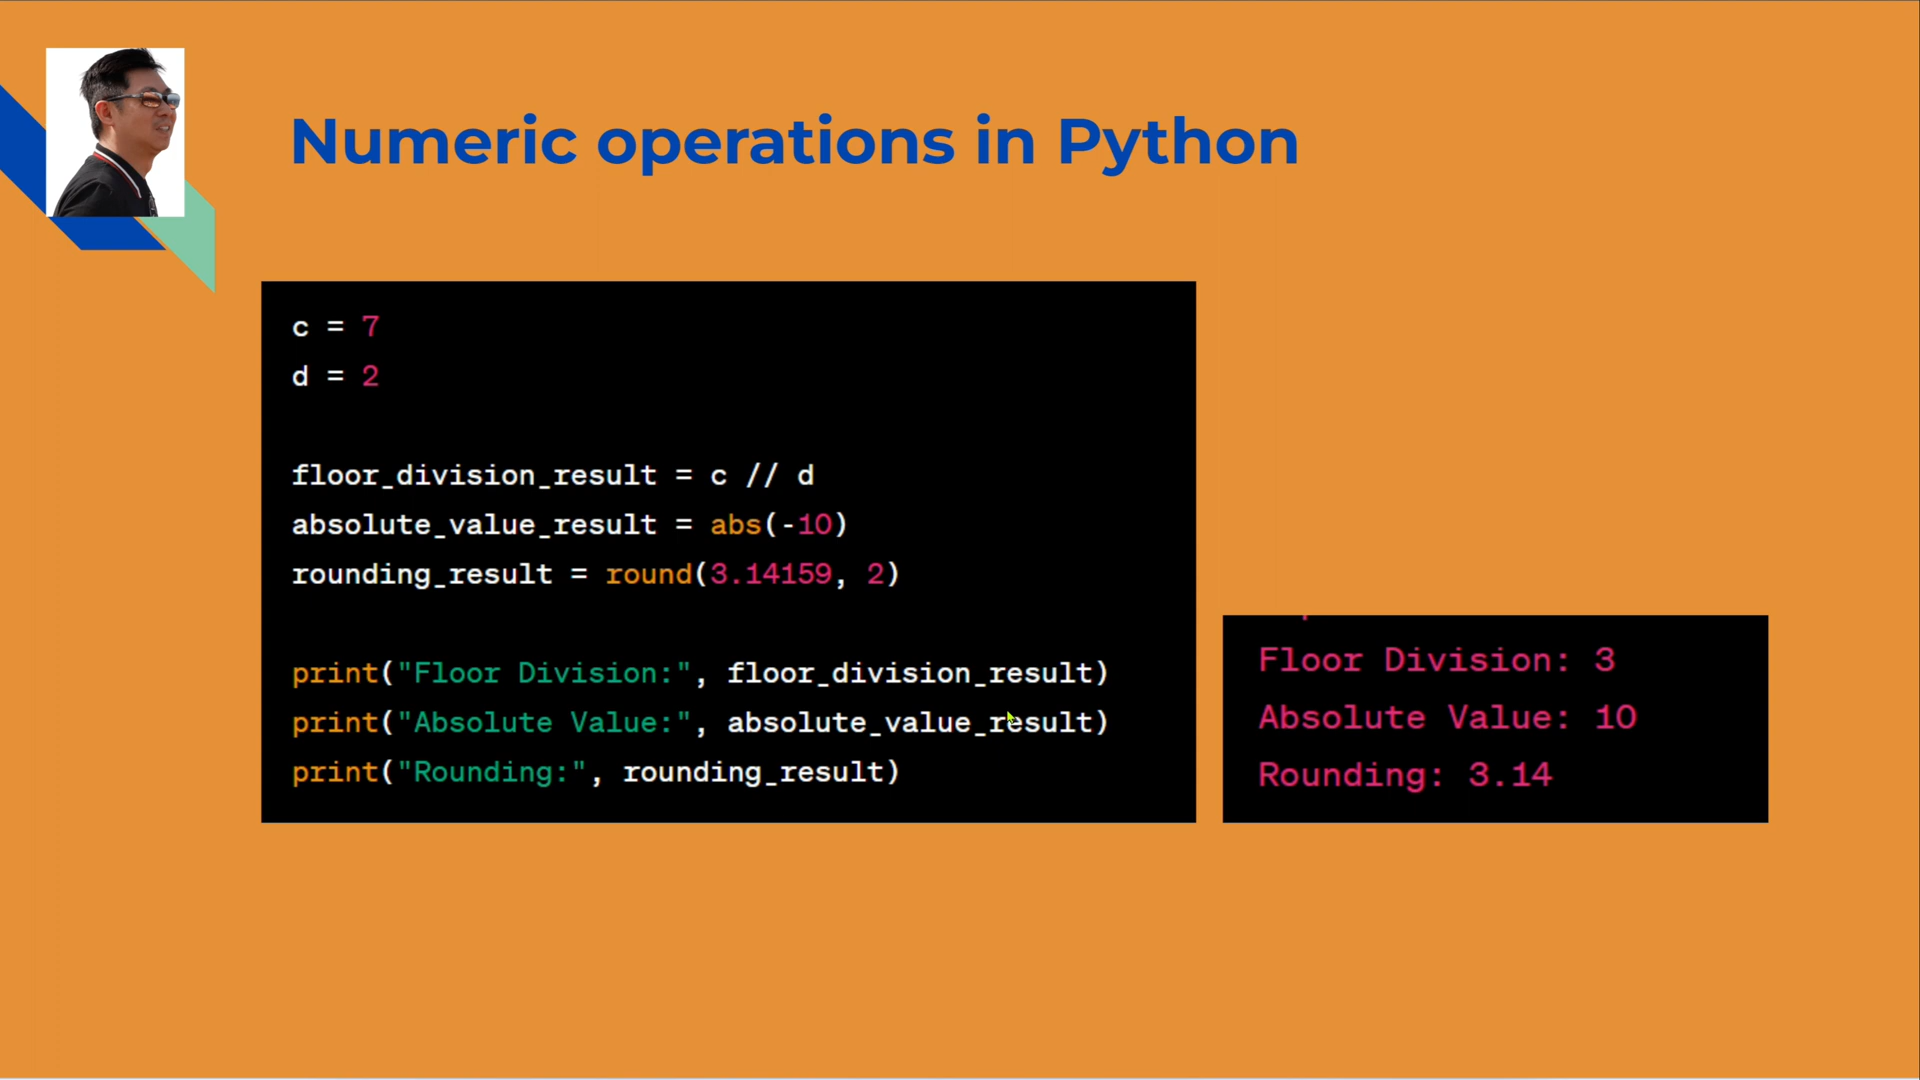 Numeric operations in Python
c = 7
d = 2
floor_division_result = c // d
absolute_value_result = abs(-10)
rounding_result = round(3.14159, 2)
print("Floor Division:", floor_division_result)
print("Absolute Value:", absolute_value_result)
print("Rounding:", rounding_result)
Floor Division: 3
Absolute Value: 10
Rounding: 3.14